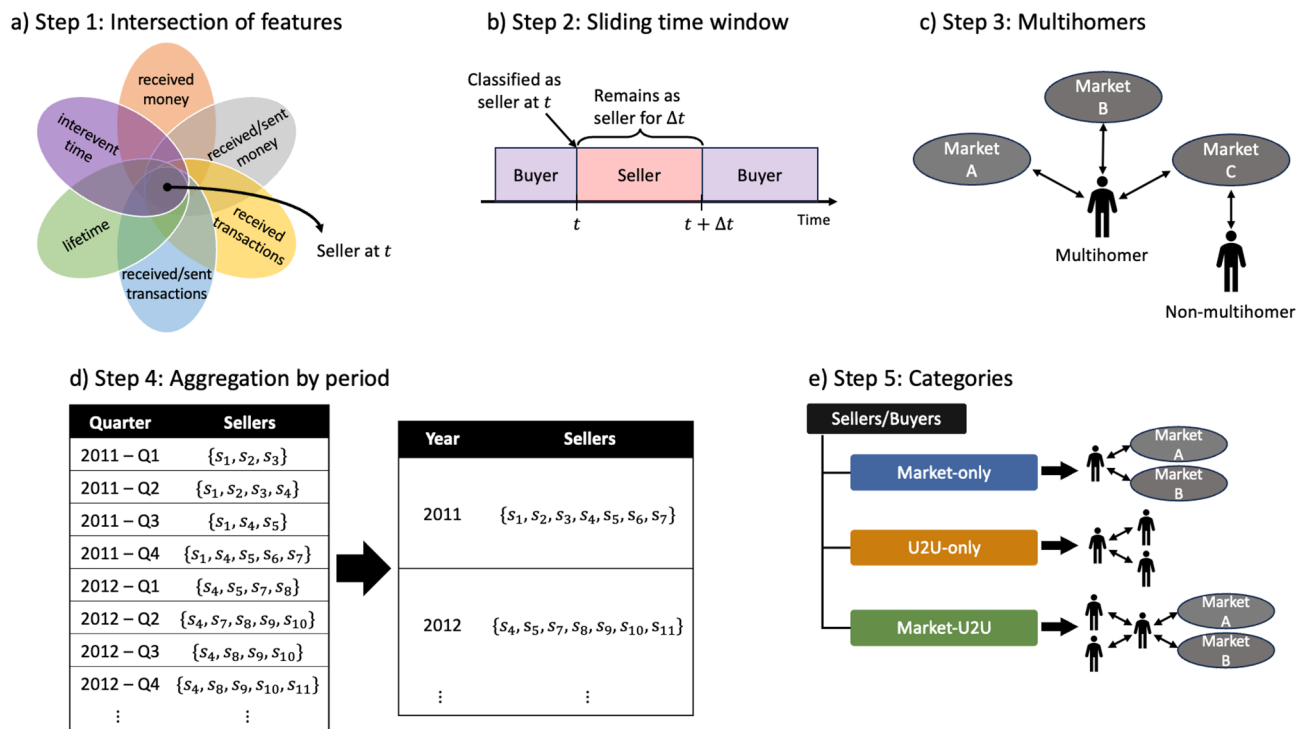 a) Step 1: Intersection of features
received
money
interevent
time
received/sent
money
lifetime
received
transactions
received/sent
transactions
Seller at t
b) Step 2: Sliding time window
Classified as
seller at t
Remains as
seller for Δt
Buyer
Seller
Buyer
t
t + Δt
Time
c) Step 3: Multihomers
Market
B
Market
A
Market
C
Multihomer
Non-multihomer
d) Step 4: Aggregation by period
Quarter Sellers
2011 – Q1 {s₁, s₂, s₃}
2011 – Q2 {s₁, s₂, s₃, s₄}
2011 – Q3 {s₁, s₄, s₅}
2011 – Q4 {s₁, s₄, s₅, s₆, s₇}
2012 – Q1 {s₄, s₅, s₇, s₈}
2012 – Q2 {s₄, s₇, s₈, s₉, s₁₀}
2012 – Q3 {s₄, s₈, s₉, s₁₀}
2012 – Q4 {s₄, s₈, s₉, s₁₀, s₁₁}
⋮ ⋮
Year Sellers
2011 {s₁, s₂, s₃, s₄, s₅, s₆, s₇}
2012 {s₄, s₅, s₇, s₈, s₉, s₁₀, s₁₁}
⋮ ⋮
e) Step 5: Categories
Sellers/Buyers
Market-only
Market
A
Market
B
U2U-only
Market-U2U
Market
A
Market
B